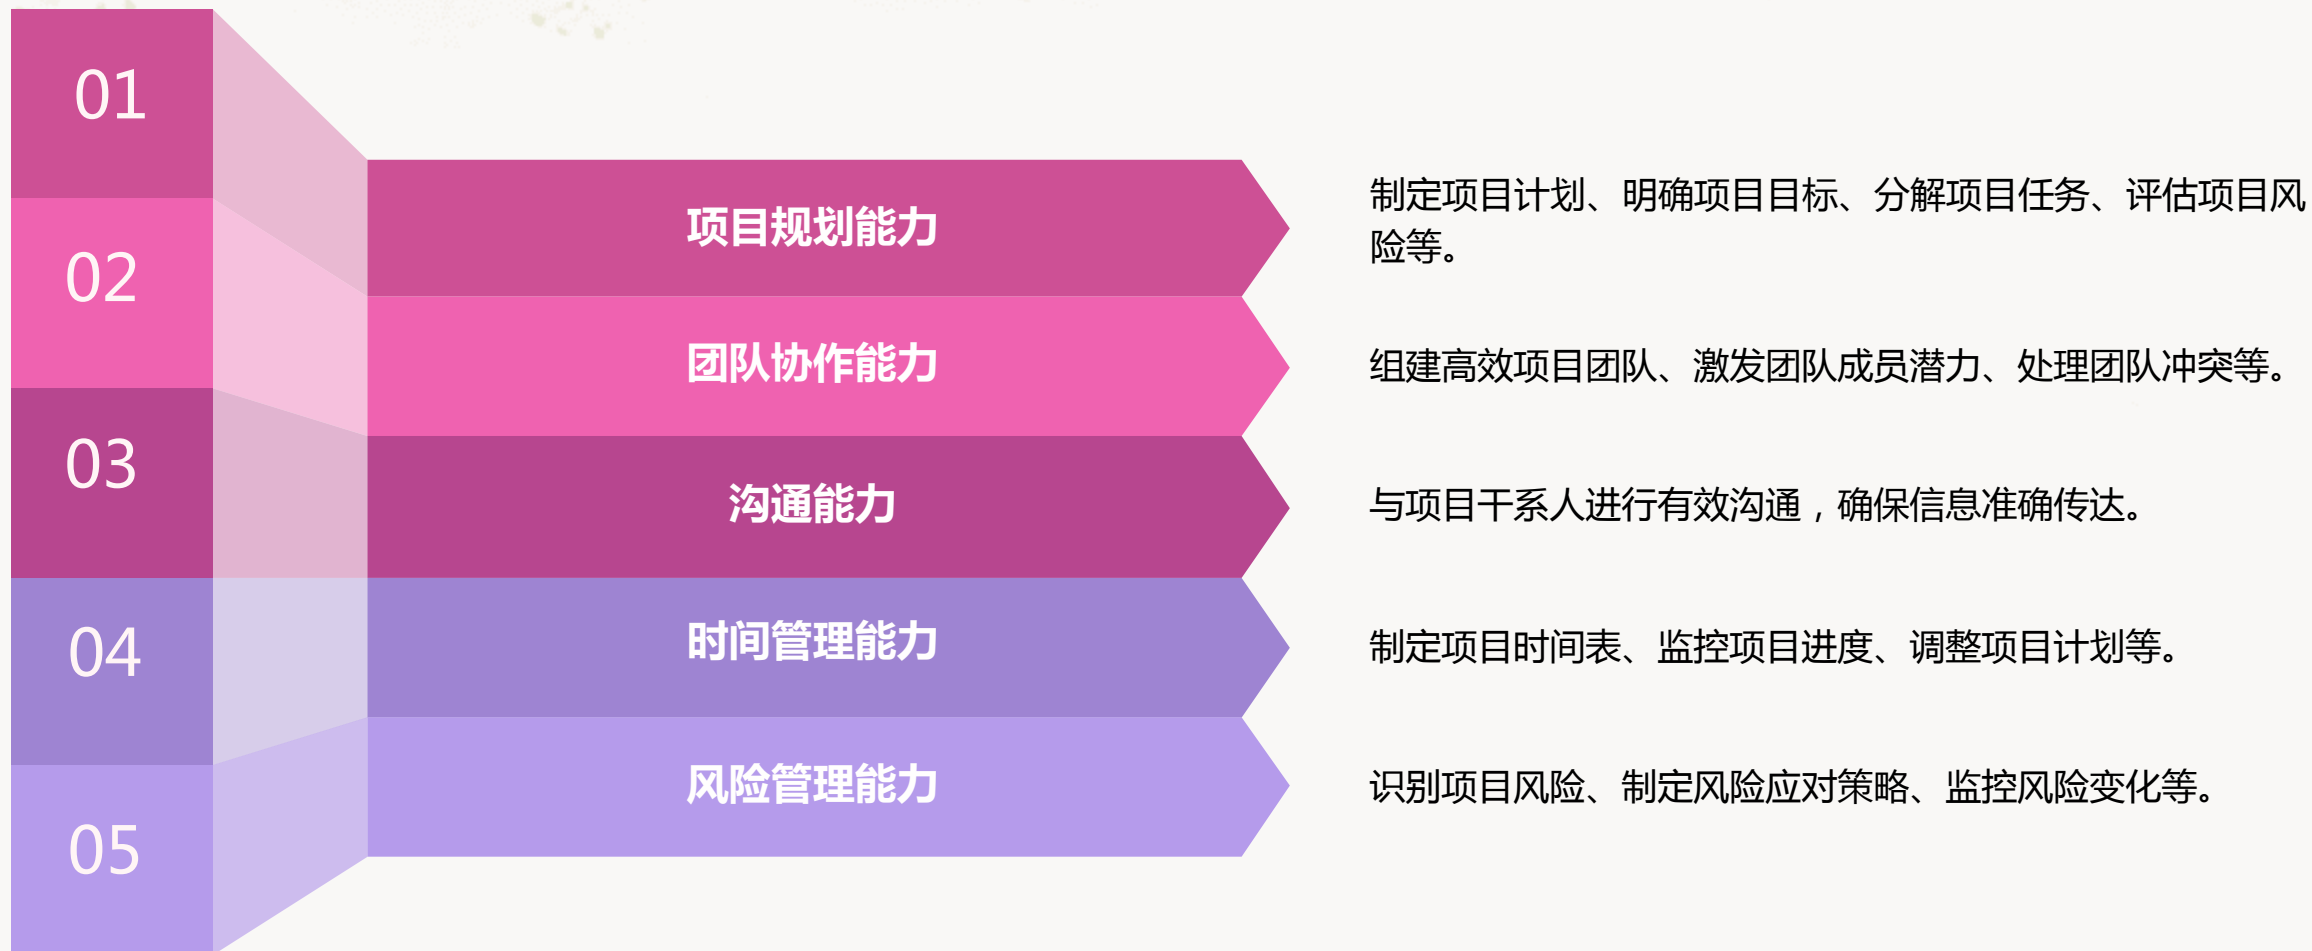 01
项目规划能力
制定项目计划、明确项目目标、分解项目任务、评估项目风
险等。
02
团队协作能力
组建高效项目团队、激发团队成员潜力、处理团队冲突等。
03
沟通能力
与项目干系人进行有效沟通，确保信息准确传达。
04
时间管理能力
制定项目时间表、监控项目进度、调整项目计划等。
05
风险管理能力
识别项目风险、制定风险应对策略、监控风险变化等。